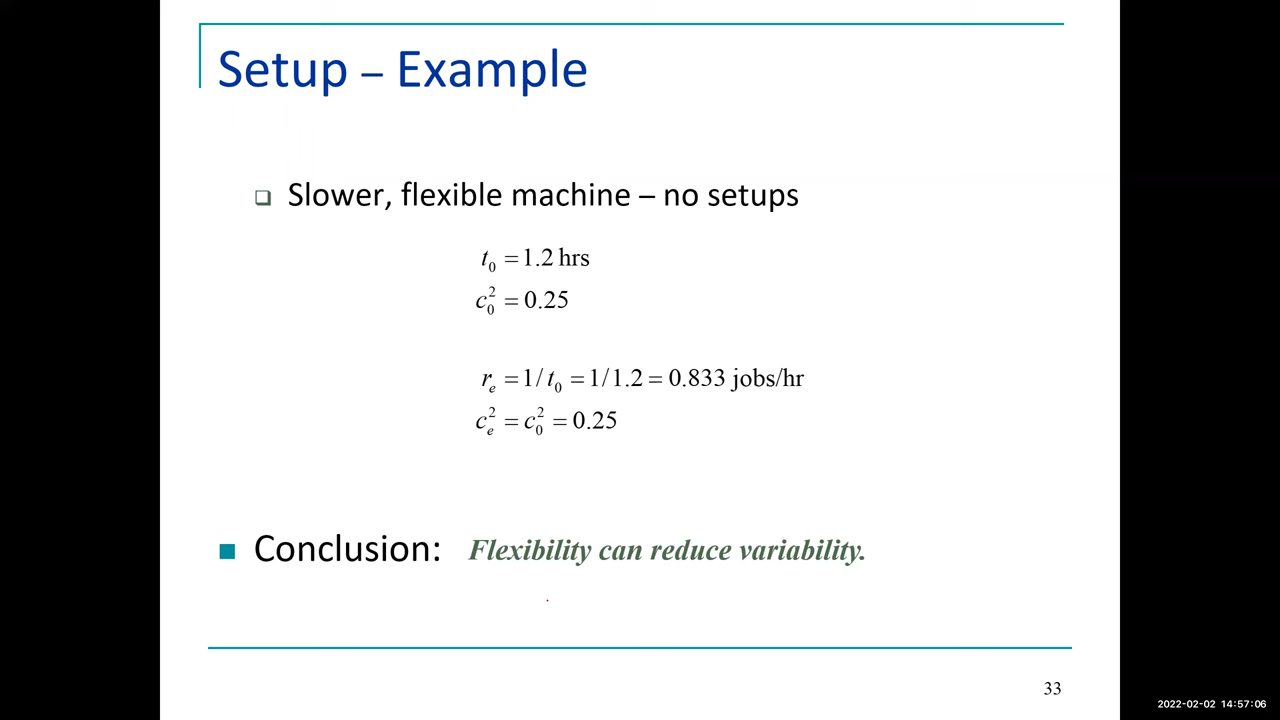 Setup – Example
❑ Slower, flexible machine – no setups
t₀ = 1.2 hrs
c₀² = 0.25
rₑ = 1/t₀ = 1/1.2 = 0.833 jobs/hr
cₑ² = c₀² = 0.25
■ Conclusion: Flexibility can reduce variability.
33
2022-02-02 14:57:06